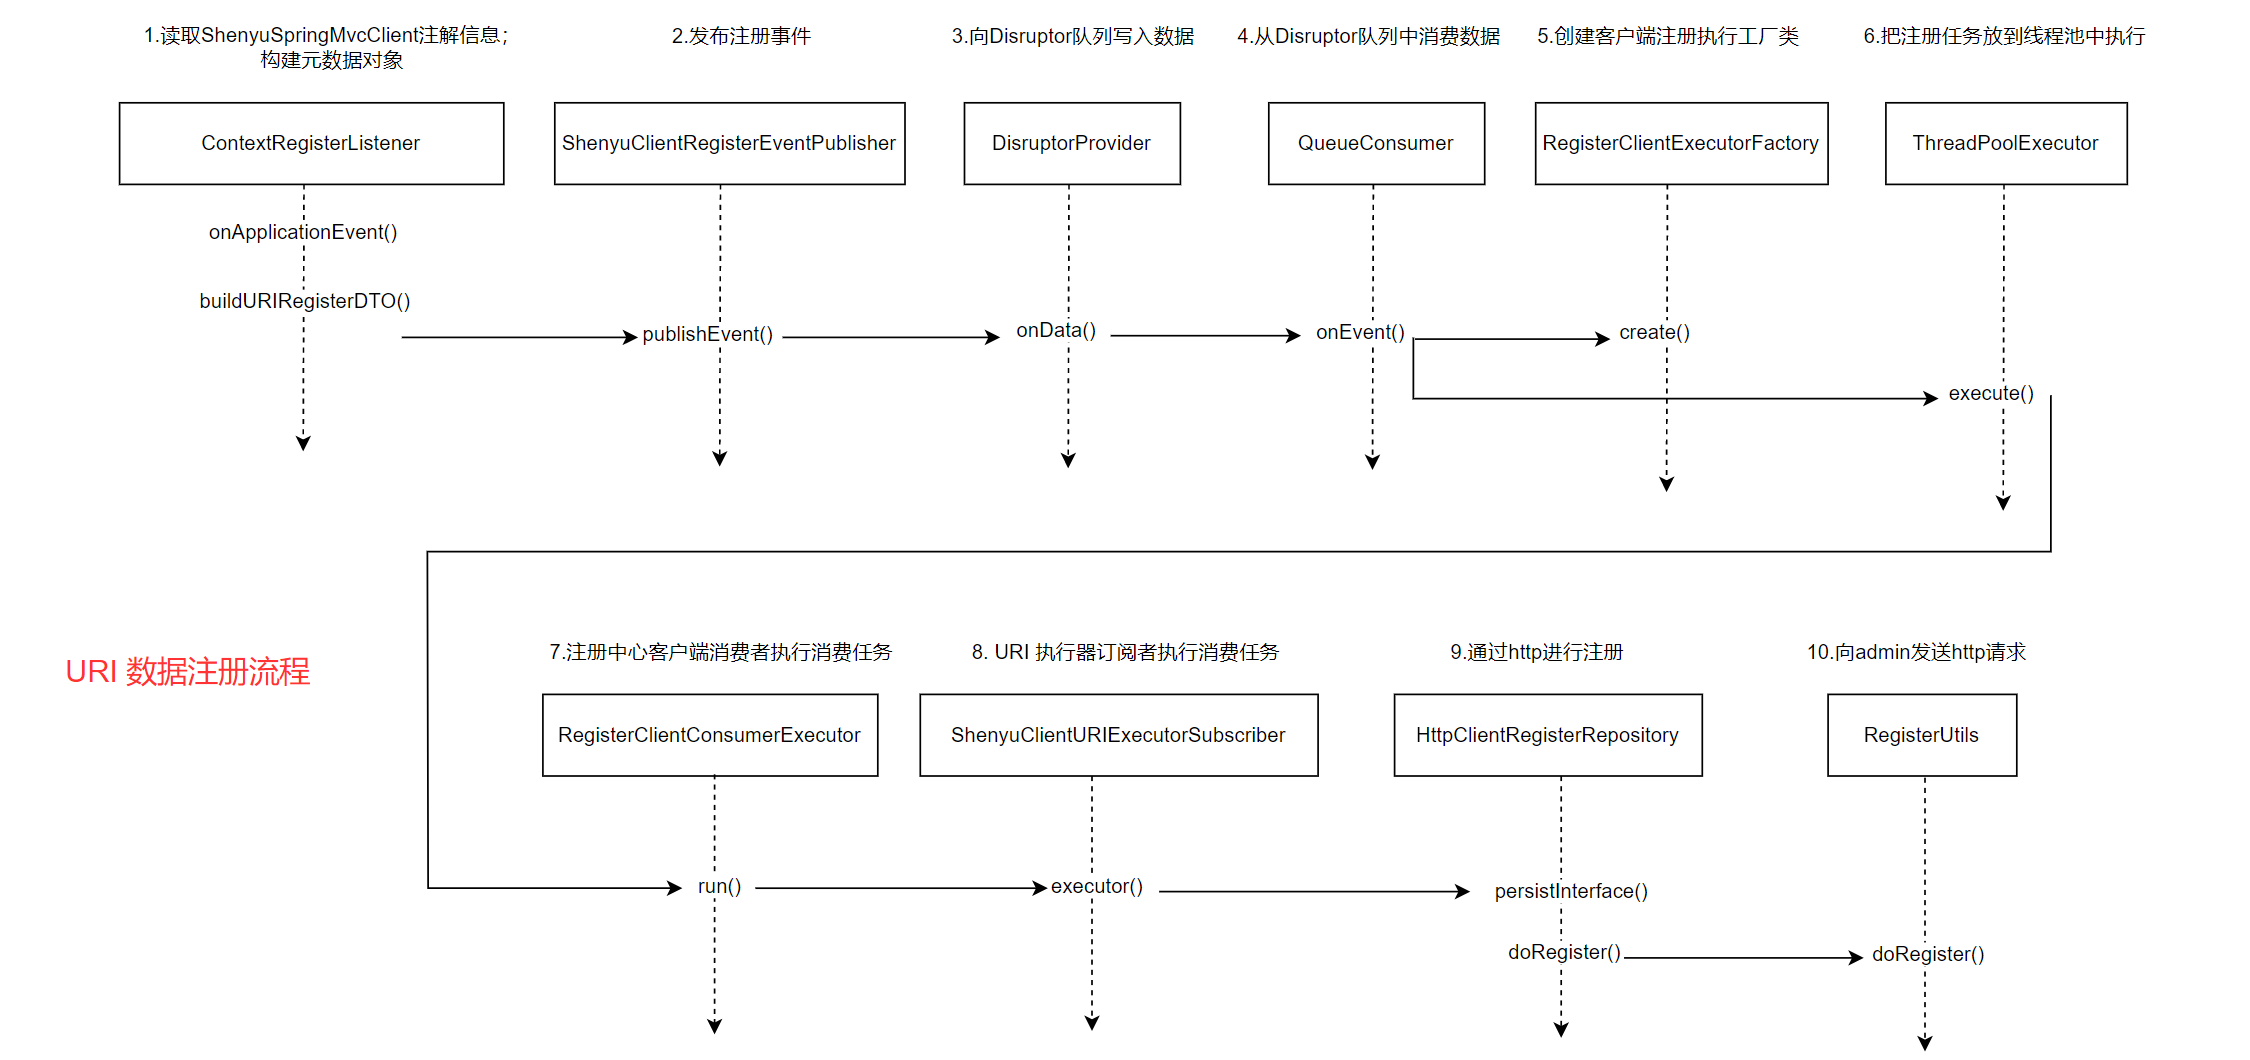 1.读取ShenyuSpringMvcClient注解信息；
构建元数据对象
2.发布注册事件
3.向Disruptor队列写入数据
4.从Disruptor队列中消费数据
5.创建客户端注册执行工厂类
6.把注册任务放到线程池中执行
ContextRegisterListener
ShenyuClientRegisterEventPublisher
DisruptorProvider
QueueConsumer
RegisterClientExecutorFactory
ThreadPoolExecutor
onApplicationEvent()
buildURIRegisterDTO()
publishEvent()
onData()
onEvent()
create()
execute()
URI 数据注册流程
7.注册中心客户端消费者执行消费任务
8. URI 执行器订阅者执行消费任务
9.通过http进行注册
10.向admin发送http请求
RegisterClientConsumerExecutor
ShenyuClientURIExecutorSubscriber
HttpClientRegisterRepository
RegisterUtils
run()
executor()
persistInterface()
doRegister()
doRegister()